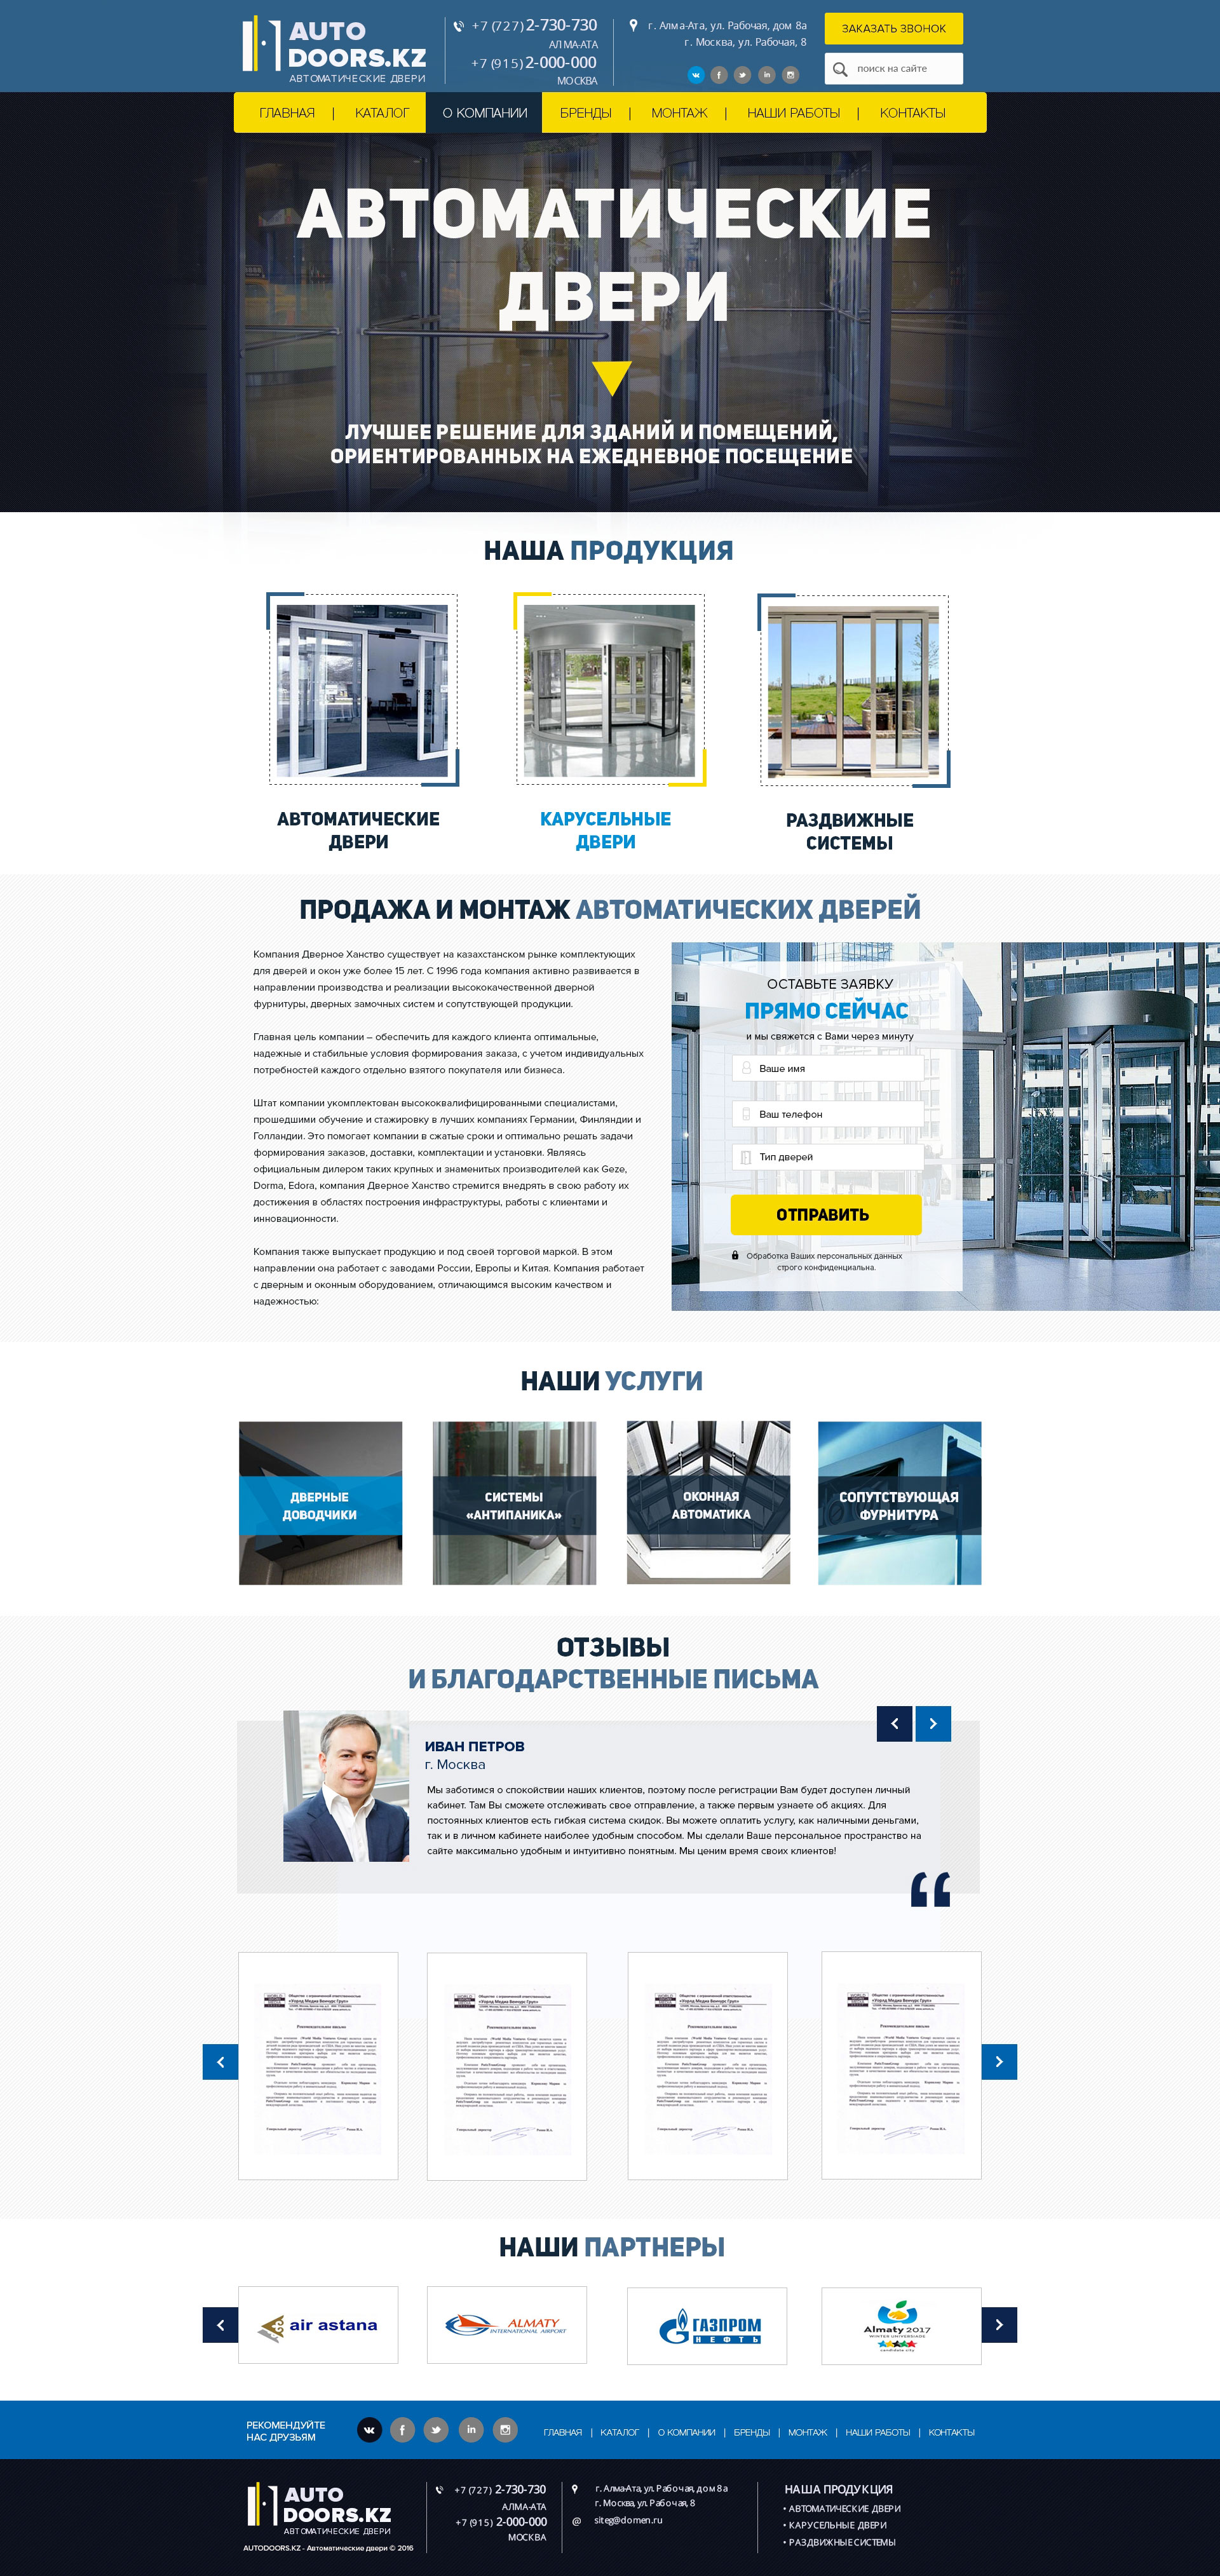 AUTO
DOORS.KZ
АВТОМАТИЧЕСКИЕ ДВЕРИ
+7 (727) 2-730-730
АЛМА-АТА
+7 (915) 2-000-000
МОСКВА
г. Алма-Ата, ул. Рабочая, дом 8а
г. Москва, ул. Рабочая, 8
ЗАКАЗАТЬ ЗВОНОК
поиск на сайте
ГЛАВНАЯ | КАТАЛОГ О КОМПАНИИ БРЕНДЫ | МОНТАЖ | НАШИ РАБОТЫ | КОНТАКТЫ
АВТОМАТИЧЕСКИЕ
ДВЕРИ
ЛУЧШЕЕ РЕШЕНИЕ ДЛЯ ЗДАНИЙ И ПОМЕЩЕНИЙ,
ОРИЕНТИРОВАННЫХ НА ЕЖЕДНЕВНОЕ ПОСЕЩЕНИЕ
НАША ПРОДУКЦИЯ
АВТОМАТИЧЕСКИЕ
ДВЕРИ
КАРУСЕЛЬНЫЕ
ДВЕРИ
РАЗДВИЖНЫЕ
СИСТЕМЫ
ПРОДАЖА И МОНТАЖ АВТОМАТИЧЕСКИХ ДВЕРЕЙ
Компания Дверное Ханство существует на казахстанском рынке комплектующих
для дверей и окон уже более 15 лет. С 1996 года компания активно развивается в
направлении производства и реализации высококачественной дверной
фурнитуры, дверных замочных систем и сопутствующей продукции.
Главная цель компании – обеспечить для каждого клиента оптимальные,
надежные и стабильные условия формирования заказа, с учетом индивидуальных
потребностей каждого отдельно взятого покупателя или бизнеса.
Штат компании укомплектован высококвалифицированными специалистами,
прошедшими обучение и стажировку в лучших компаниях Германии, Финляндии и
Голландии. Это помогает компании в сжатые сроки и оптимально решать задачи
формирования заказов, доставки, комплектации и установки. Являясь
официальным дилером таких крупных и знаменитых производителей как Geze,
Dorma, Edora, компания Дверное Ханство стремится внедрять в свою работу их
достижения в областях построения инфраструктуры, работы с клиентами и
инновационности.
Компания также выпускает продукцию и под своей торговой маркой. В этом
направлении она работает с заводами России, Европы и Китая. Компания работает
с дверным и оконным оборудованием, отличающимся высоким качеством и
надежностью:
ОСТАВЬТЕ ЗАЯВКУ
ПРЯМО СЕЙЧАС
и мы свяжется с Вами через минуту
Ваше имя
Ваш телефон
Тип дверей
ОТПРАВИТЬ
Обработка Ваших персональных данных
строго конфиденциальна.
НАШИ УСЛУГИ
ДВЕРНЫЕ
ДОВОДЧИКИ
СИСТЕМЫ
«АНТИПАНИКА»
ОКОННАЯ
АВТОМАТИКА
СОПУТСТВУЮЩАЯ
ФУРНИТУРА
ОТЗЫВЫ
И БЛАГОДАРСТВЕННЫЕ ПИСЬМА
ИВАН ПЕТРОВ
г. Москва
Мы заботимся о спокойствии наших клиентов, поэтому после регистрации Вам будет доступен личный
кабинет. Там Вы сможете отслеживать свое отправление, а также первым узнаете об акциях. Для
постоянных клиентов есть гибкая система скидок. Вы можете оплатить услугу, как наличными деньгами,
так и в личном кабинете наиболее удобным способом. Мы сделали Ваше персональное пространство на
сайте максимально удобным и интуитивно понятным. Мы ценим время своих клиентов!
НАШИ ПАРТНЕРЫ
air astana
ALMATY
INTERNATIONAL AIRPORT
ГАЗПРОМ
НЕФТЬ
Almaty 2017
WINTER UNIVERSIADE
candidate city
РЕКОМЕНДУЙТЕ
НАС ДРУЗЬЯМ
ГЛАВНАЯ | КАТАЛОГ | О КОМПАНИИ | БРЕНДЫ | МОНТАЖ | НАШИ РАБОТЫ | КОНТАКТЫ
AUTO
DOORS.KZ
АВТОМАТИЧЕСКИЕ ДВЕРИ
AUTODOORS.KZ - Автоматические двери © 2016
+7 (727) 2-730-730
АЛМА-АТА
+7 (915) 2-000-000
МОСКВА
г. Алма-Ата, ул. Рабочая, дом 8а
г. Москва, ул. Рабочая, 8
@ siteg@domen.ru
НАША ПРОДУКЦИЯ
• АВТОМАТИЧЕСКИЕ ДВЕРИ
• КАРУСЕЛЬНЫЕ ДВЕРИ
• РАЗДВИЖНЫЕ СИСТЕМЫ